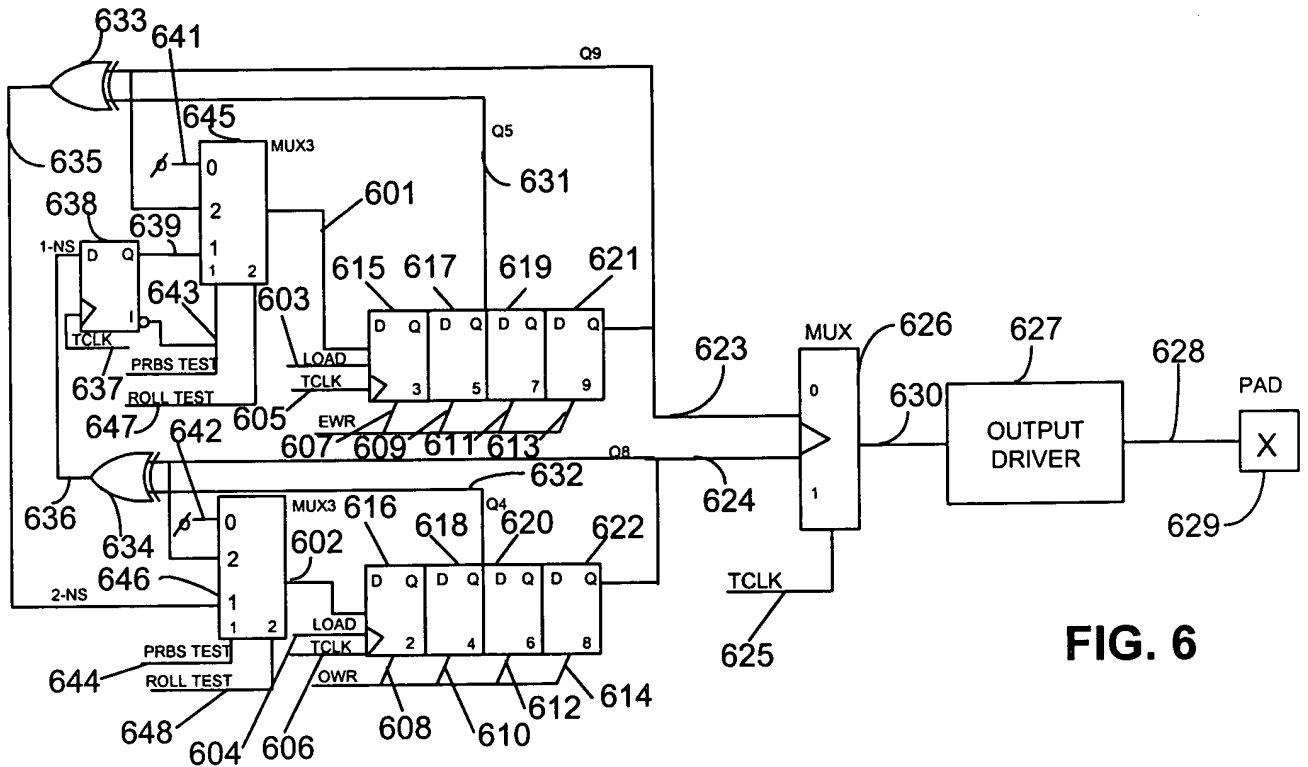 633
641
Q9
645
MUX3
Q5
635
0
631
601
638
639
2
1-NS
D Q
1
1 2
615
617
619
621
643
603
I
TCLK
D Q
D Q
D Q
D Q
LOAD
PRBS TEST
637
TCLK
3
5
7
9
ROLL TEST
605
EWR
647
607
609
611
613
642
Q8
632
623
MUX
626
0
1
630
627
OUTPUT
DRIVER
628
PAD
X
629
624
TCLK
625
636
634
MUX3
0
2
Q4
616
618
620
622
602
646
2-NS
1
1 2
D Q
D Q
D Q
D Q
LOAD
TCLK
2
4
6
8
PRBS TEST
644
ROLL TEST
OWR
648
604
606
608
610
612
614
FIG. 6